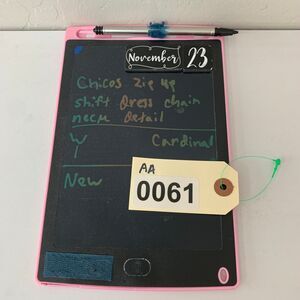 November 23
Chicos Zip up
shift Dress chain
neck Detail
Y Cardinal
New
AA
0061